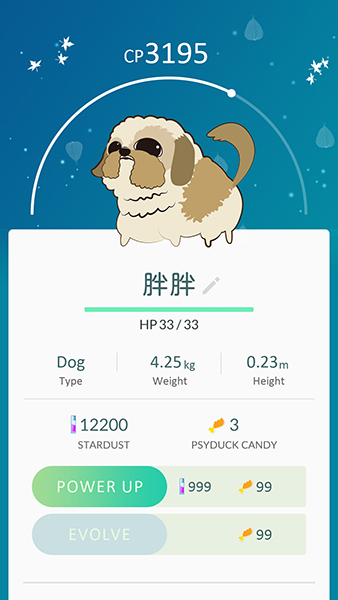 CP3195
胖胖
HP 33 / 33
Dog 4.25 kg 0.23 m
Type Weight Height
12200 3
STARDUST PSYDUCK CANDY
POWER UP 999 99
EVOLVE 99